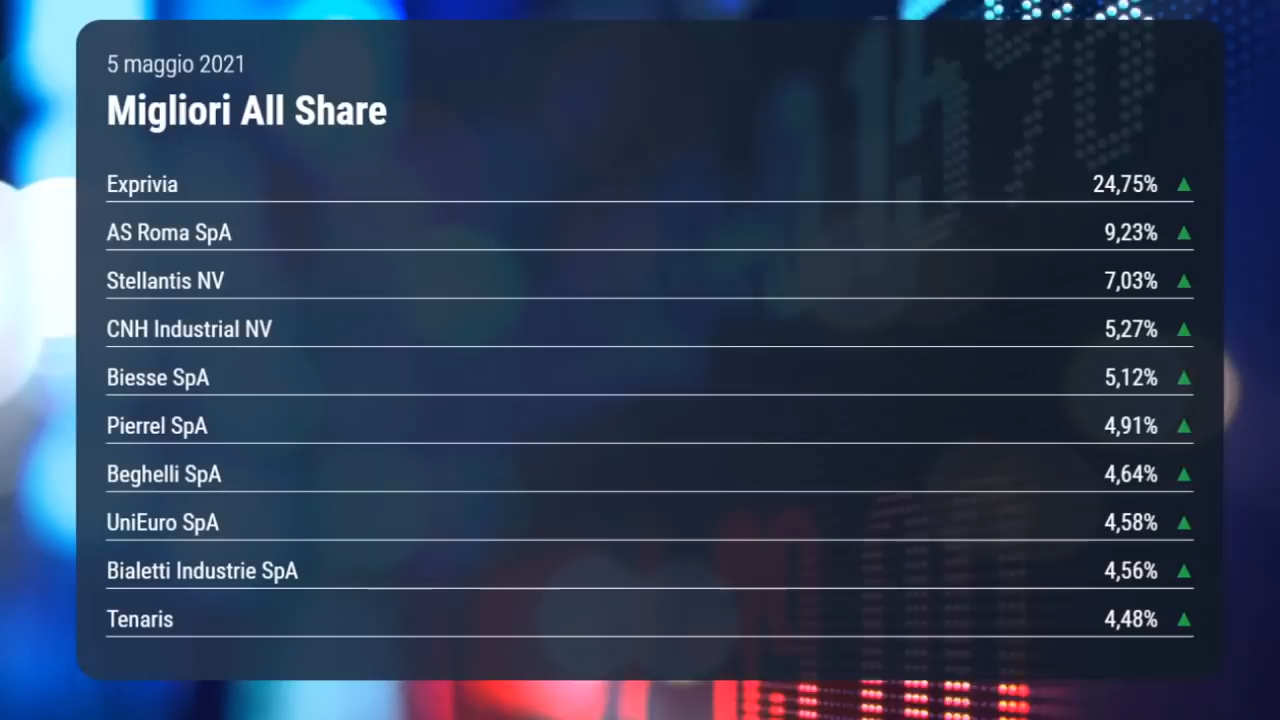 5 maggio 2021
Migliori All Share
Exprivia 24,75% ▲
AS Roma SpA 9,23% ▲
Stellantis NV 7,03% ▲
CNH Industrial NV 5,27% ▲
Biesse SpA 5,12% ▲
Pierrel SpA 4,91% ▲
Beghelli SpA 4,64% ▲
UniEuro SpA 4,58% ▲
Bialetti Industrie SpA 4,56% ▲
Tenaris 4,48% ▲